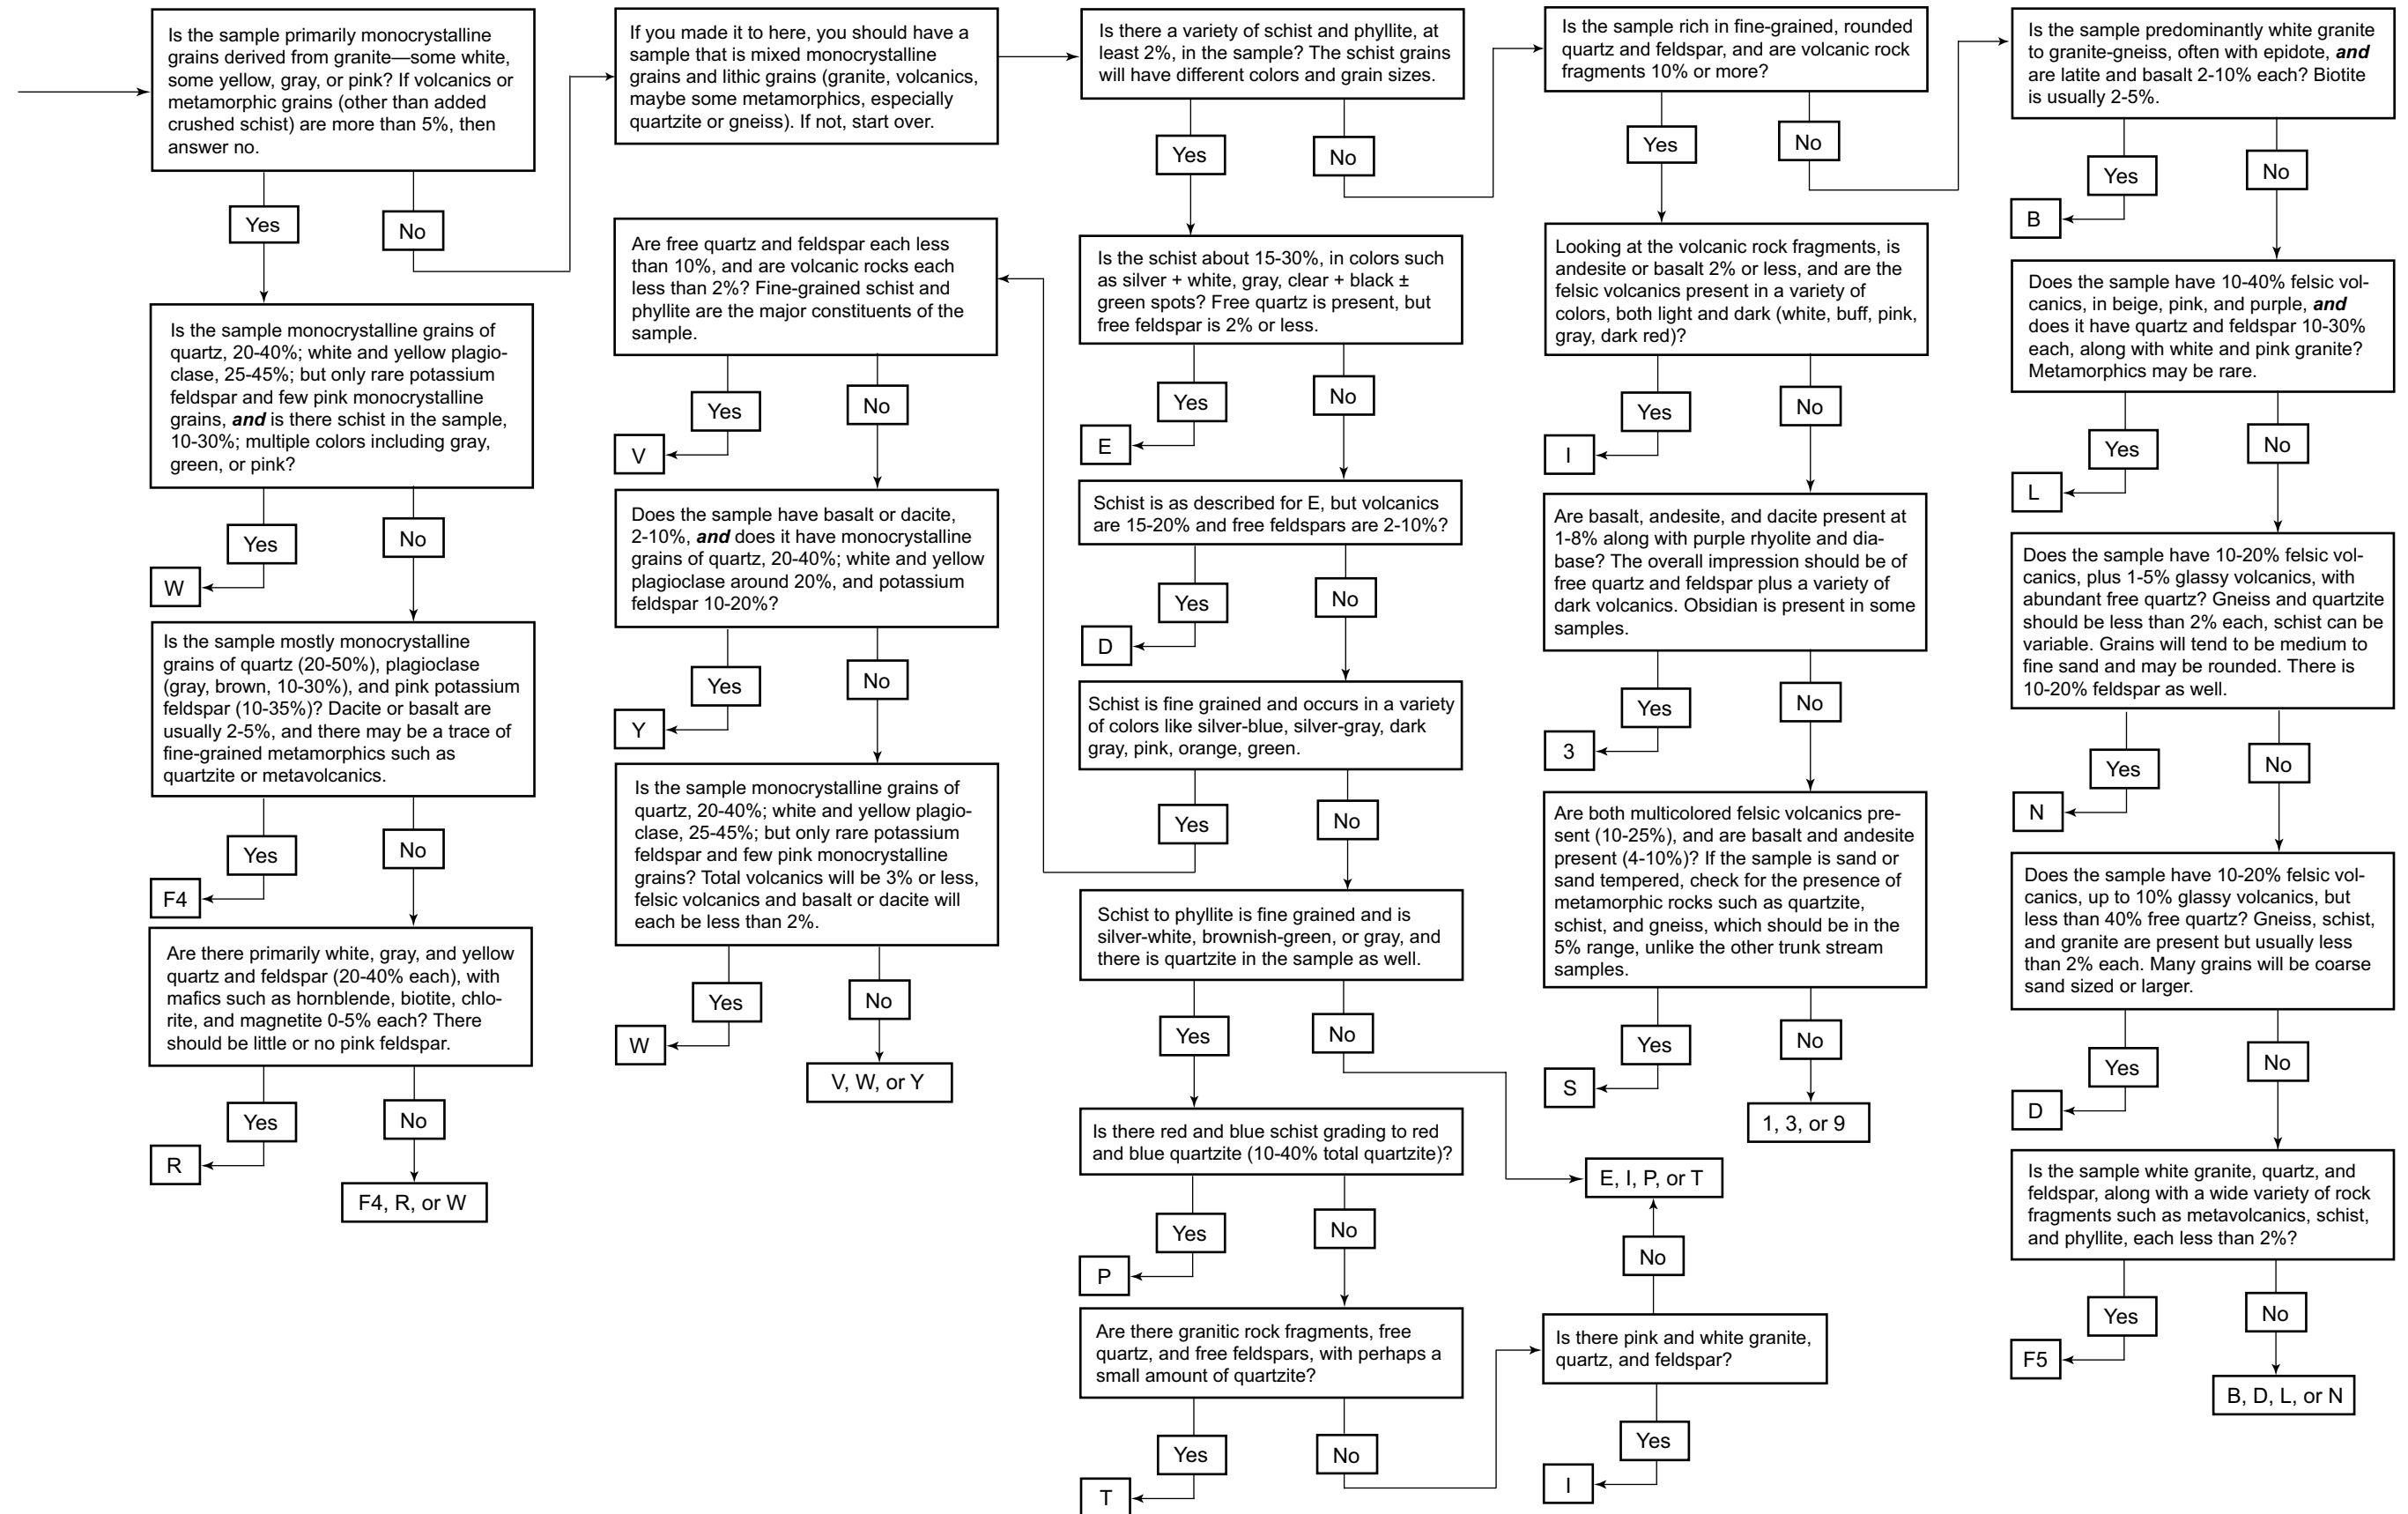 Is the sample primarily monocrystalline
grains derived from granite—some white,
some yellow, gray, or pink? If volcanics or
metamorphic grains (other than added
crushed schist) are more than 5%, then
answer no.
Yes
No
Is the sample monocrystalline grains of
quartz, 20-40%; white and yellow plagio-
clase, 25-45%; but only rare potassium
feldspar and few pink monocrystalline
grains, and is there schist in the sample,
10-30%; multiple colors including gray,
green, or pink?
Yes
No
W
Is the sample mostly monocrystalline
grains of quartz (20-50%), plagioclase
(gray, brown, 10-30%), and pink potassium
feldspar (10-35%)? Dacite or basalt are
usually 2-5%, and there may be a trace of
fine-grained metamorphics such as
quartzite or metavolcanics.
Yes
No
F4
Are there primarily white, gray, and yellow
quartz and feldspar (20-40% each), with
mafics such as hornblende, biotite, chlo-
rite, and magnetite 0-5% each? There
should be little or no pink feldspar.
Yes
No
R
F4, R, or W
If you made it to here, you should have a
sample that is mixed monocrystalline
grains and lithic grains (granite, volcanics,
maybe some metamorphics, especially
quartzite or gneiss). If not, start over.
Are free quartz and feldspar each less
than 10%, and are volcanic rocks each
less than 2%? Fine-grained schist and
phyllite are the major constituents of the
sample.
Yes
No
V
Does the sample have basalt or dacite,
2-10%, and does it have monocrystalline
grains of quartz, 20-40%; white and yellow
plagioclase around 20%, and potassium
feldspar 10-20%?
Yes
No
Y
Is the sample monocrystalline grains of
quartz, 20-40%; white and yellow plagio-
clase, 25-45%; but only rare potassium
feldspar and few pink monocrystalline
grains? Total volcanics will be 3% or less,
felsic volcanics and basalt or dacite will
each be less than 2%.
Yes
No
W
V, W, or Y
Is there a variety of schist and phyllite, at
least 2%, in the sample? The schist grains
will have different colors and grain sizes.
Yes
No
Is the schist about 15-30%, in colors such
as silver + white, gray, clear + black ±
green spots? Free quartz is present, but
free feldspar is 2% or less.
Yes
No
E
Schist is as described for E, but volcanics
are 15-20% and free feldspars are 2-10%?
Yes
No
D
Schist is fine grained and occurs in a variety
of colors like silver-blue, silver-gray, dark
gray, pink, orange, green.
Yes
No
Schist to phyllite is fine grained and is
silver-white, brownish-green, or gray, and
there is quartzite in the sample as well.
Yes
No
Is there red and blue schist grading to red
and blue quartzite (10-40% total quartzite)?
Yes
No
P
Are there granitic rock fragments, free
quartz, and free feldspars, with perhaps a
small amount of quartzite?
Yes
No
T
Is the sample rich in fine-grained, rounded
quartz and feldspar, and are volcanic rock
fragments 10% or more?
Yes
No
Looking at the volcanic rock fragments, is
andesite or basalt 2% or less, and are the
felsic volcanics present in a variety of
colors, both light and dark (white, buff, pink,
gray, dark red)?
Yes
No
I
Are basalt, andesite, and dacite present at
1-8% along with purple rhyolite and dia-
base? The overall impression should be of
free quartz and feldspar plus a variety of
dark volcanics. Obsidian is present in some
samples.
Yes
No
3
Are both multicolored felsic volcanics pre-
sent (10-25%), and are basalt and andesite
present (4-10%)? If the sample is sand or
sand tempered, check for the presence of
metamorphic rocks such as quartzite,
schist, and gneiss, which should be in the
5% range, unlike the other trunk stream
samples.
Yes
No
S
1, 3, or 9
E, I, P, or T
No
Is there pink and white granite,
quartz, and feldspar?
Yes
I
Is the sample predominantly white granite
to granite-gneiss, often with epidote, and
are latite and basalt 2-10% each? Biotite
is usually 2-5%.
Yes
No
B
Does the sample have 10-40% felsic vol-
canics, in beige, pink, and purple, and
does it have quartz and feldspar 10-30%
each, along with white and pink granite?
Metamorphics may be rare.
Yes
No
L
Does the sample have 10-20% felsic vol-
canics, plus 1-5% glassy volcanics, with
abundant free quartz? Gneiss and quartzite
should be less than 2% each, schist can be
variable. Grains will tend to be medium to
fine sand and may be rounded. There is
10-20% feldspar as well.
Yes
No
N
Does the sample have 10-20% felsic vol-
canics, up to 10% glassy volcanics, but
less than 40% free quartz? Gneiss, schist,
and granite are present but usually less
than 2% each. Many grains will be coarse
sand sized or larger.
Yes
No
D
Is the sample white granite, quartz, and
feldspar, along with a wide variety of rock
fragments such as metavolcanics, schist,
and phyllite, each less than 2%?
Yes
No
F5
B, D, L, or N